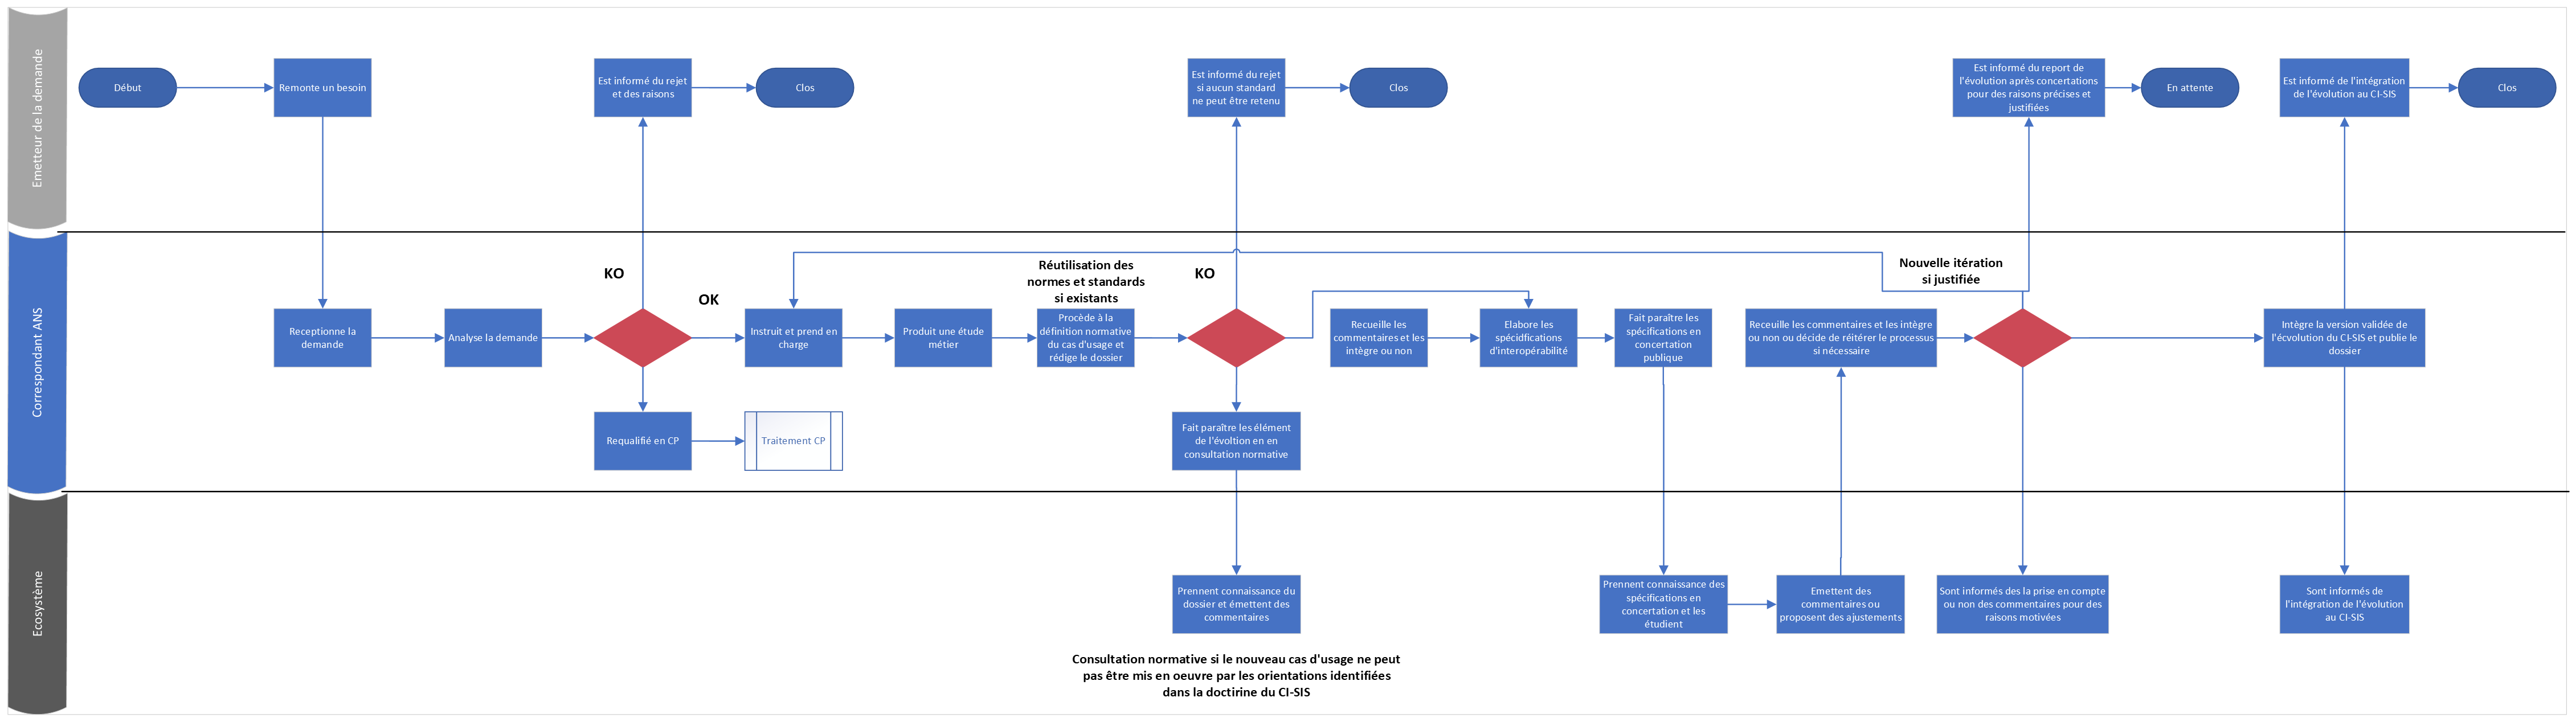 Emetteur de la demande
Début
Remonte un besoin
Est informé du rejet
et des raisons
Clos
Est informé du rejet
si aucun standard
ne peut être retenu
Clos
Est informé du report de
l'évolution après concertations
pour des raisons précises et
justifiées
En attente
Est informé de l'intégration
de l'évolution au CI-SIS
Clos
Correspondant ANS
KO
OK
Réutilisation des
normes et standards
si existants
KO
Nouvelle itération
si justifiée
Receptionne la
demande
Analyse la demande
Instruit et prend en
charge
Produit une étude
métier
Procède à la
définition normative
du cas d'usage et
rédige le dossier
Recueille les
commentaires et les
intègre ou non
Elabore les
spécidfications
d'interopérabilité
Fait paraître les
spécifications en
concertation
publique
Receuille les commentaires et les intègre
ou non ou décide de réitérer le processus
si nécessaire
Intègre la version validée de
l'écvolution du CI-SIS et publie le
dossier
Requalifié en CP
Traitement CP
Fait paraître les élément
de l'évoltion en en
consultation normative
Ecosystème
Prennent connaissance du
dossier et émettent des
commentaires
Prennent connaissance des
spécifications en
concertation et les
étudient
Emettent des
commentaires ou
proposent des ajustements
Sont informés des la prise en compte
ou non des commentaires pour des
raisons motivées
Sont informés de
l'intégration de l'évolution
au CI-SIS
Consultation normative si le nouveau cas d'usage ne peut
pas être mis en oeuvre par les orientations identifiées
dans la doctirine du CI-SIS